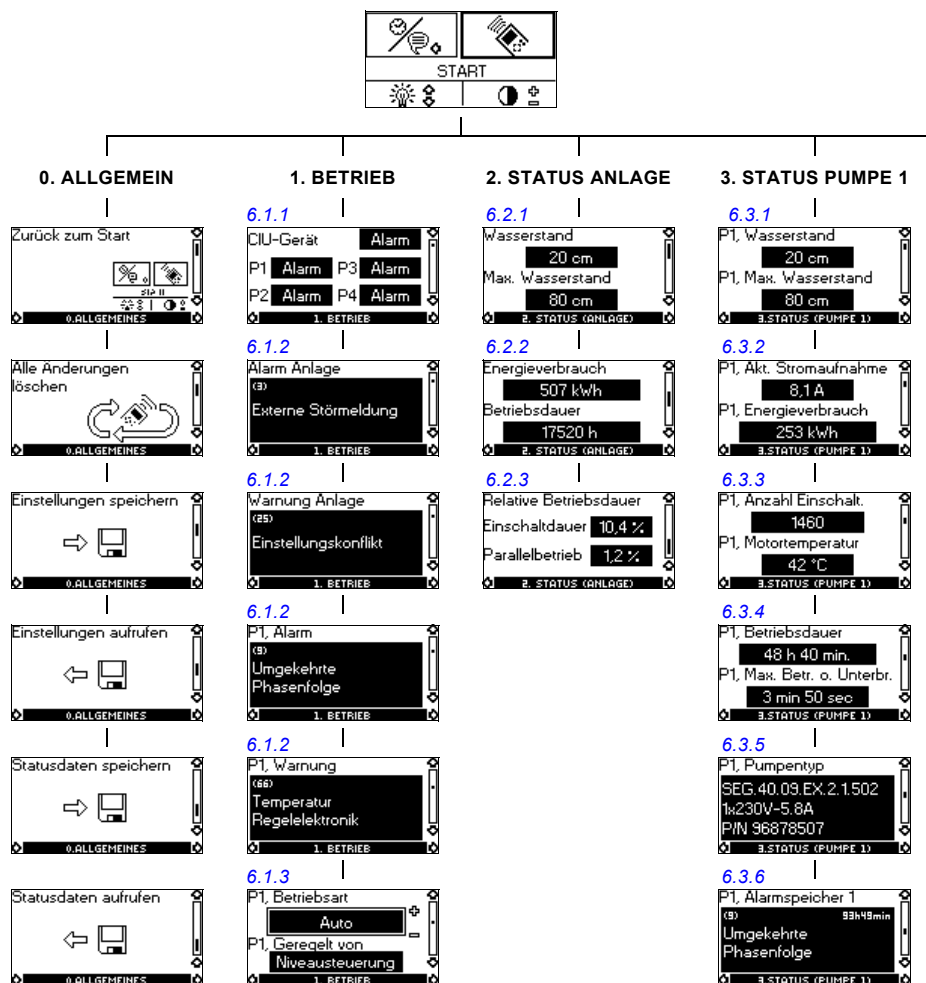 START
0. ALLGEMEIN
Zurück zum Start
0.ALLGEMEINES
Alle Änderungen
löschen
0.ALLGEMEINES
Einstellungen speichern
0.ALLGEMEINES
Einstellungen aufrufen
0.ALLGEMEINES
Statusdaten speichern
0.ALLGEMEINES
Statusdaten aufrufen
0.ALLGEMEINES
1. BETRIEB
6.1.1
CIU-Gerät Alarm
P1 Alarm P3 Alarm
P2 Alarm P4 Alarm
1. BETRIEB
6.1.2
Alarm Anlage
(3)
Externe Störmeldung
1. BETRIEB
6.1.2
Warnung Anlage
(25)
Einstellungskonflikt
1. BETRIEB
6.1.2
P1, Alarm
(9)
Umgekehrte
Phasenfolge
1. BETRIEB
6.1.2
P1, Warnung
(66)
Temperatur
Regelelektronik
1. BETRIEB
6.1.3
P1, Betriebsart
Auto
P1, Geregelt von
Niveausteuerung
1. BETRIEB
2. STATUS ANLAGE
6.2.1
Wasserstand
20 cm
Max. Wasserstand
80 cm
2. STATUS (ANLAGE)
6.2.2
Energieverbrauch
507 kWh
Betriebsdauer
17520 h
2. STATUS (ANLAGE)
6.2.3
Relative Betriebsdauer
Einschaltdauer 10,4 %
Parallelbetrieb 1,2 %
2. STATUS (ANLAGE)
3. STATUS PUMPE 1
6.3.1
P1, Wasserstand
20 cm
P1, Max. Wasserstand
80 cm
3.STATUS (PUMPE 1)
6.3.2
P1, Akt. Stromaufnahme
8,1 A
P1, Energieverbrauch
253 kWh
3.STATUS (PUMPE 1)
6.3.3
P1, Anzahl Einschalt.
1460
P1, Motortemperatur
42 °C
3.STATUS (PUMPE 1)
6.3.4
P1, Betriebsdauer
48 h 40 min.
P1, Max. Betr. o. Unterbr.
3 min 50 sec
3.STATUS (PUMPE 1)
6.3.5
P1, Pumpentyp
SEG.40.09.EX.2.1.502
1x230V-5.8A
P/N 96878507
3.STATUS (PUMPE 1)
6.3.6
P1, Alarmspeicher 1
(9) 93h49min
Umgekehrte
Phasenfolge
3.STATUS (PUMPE 1)